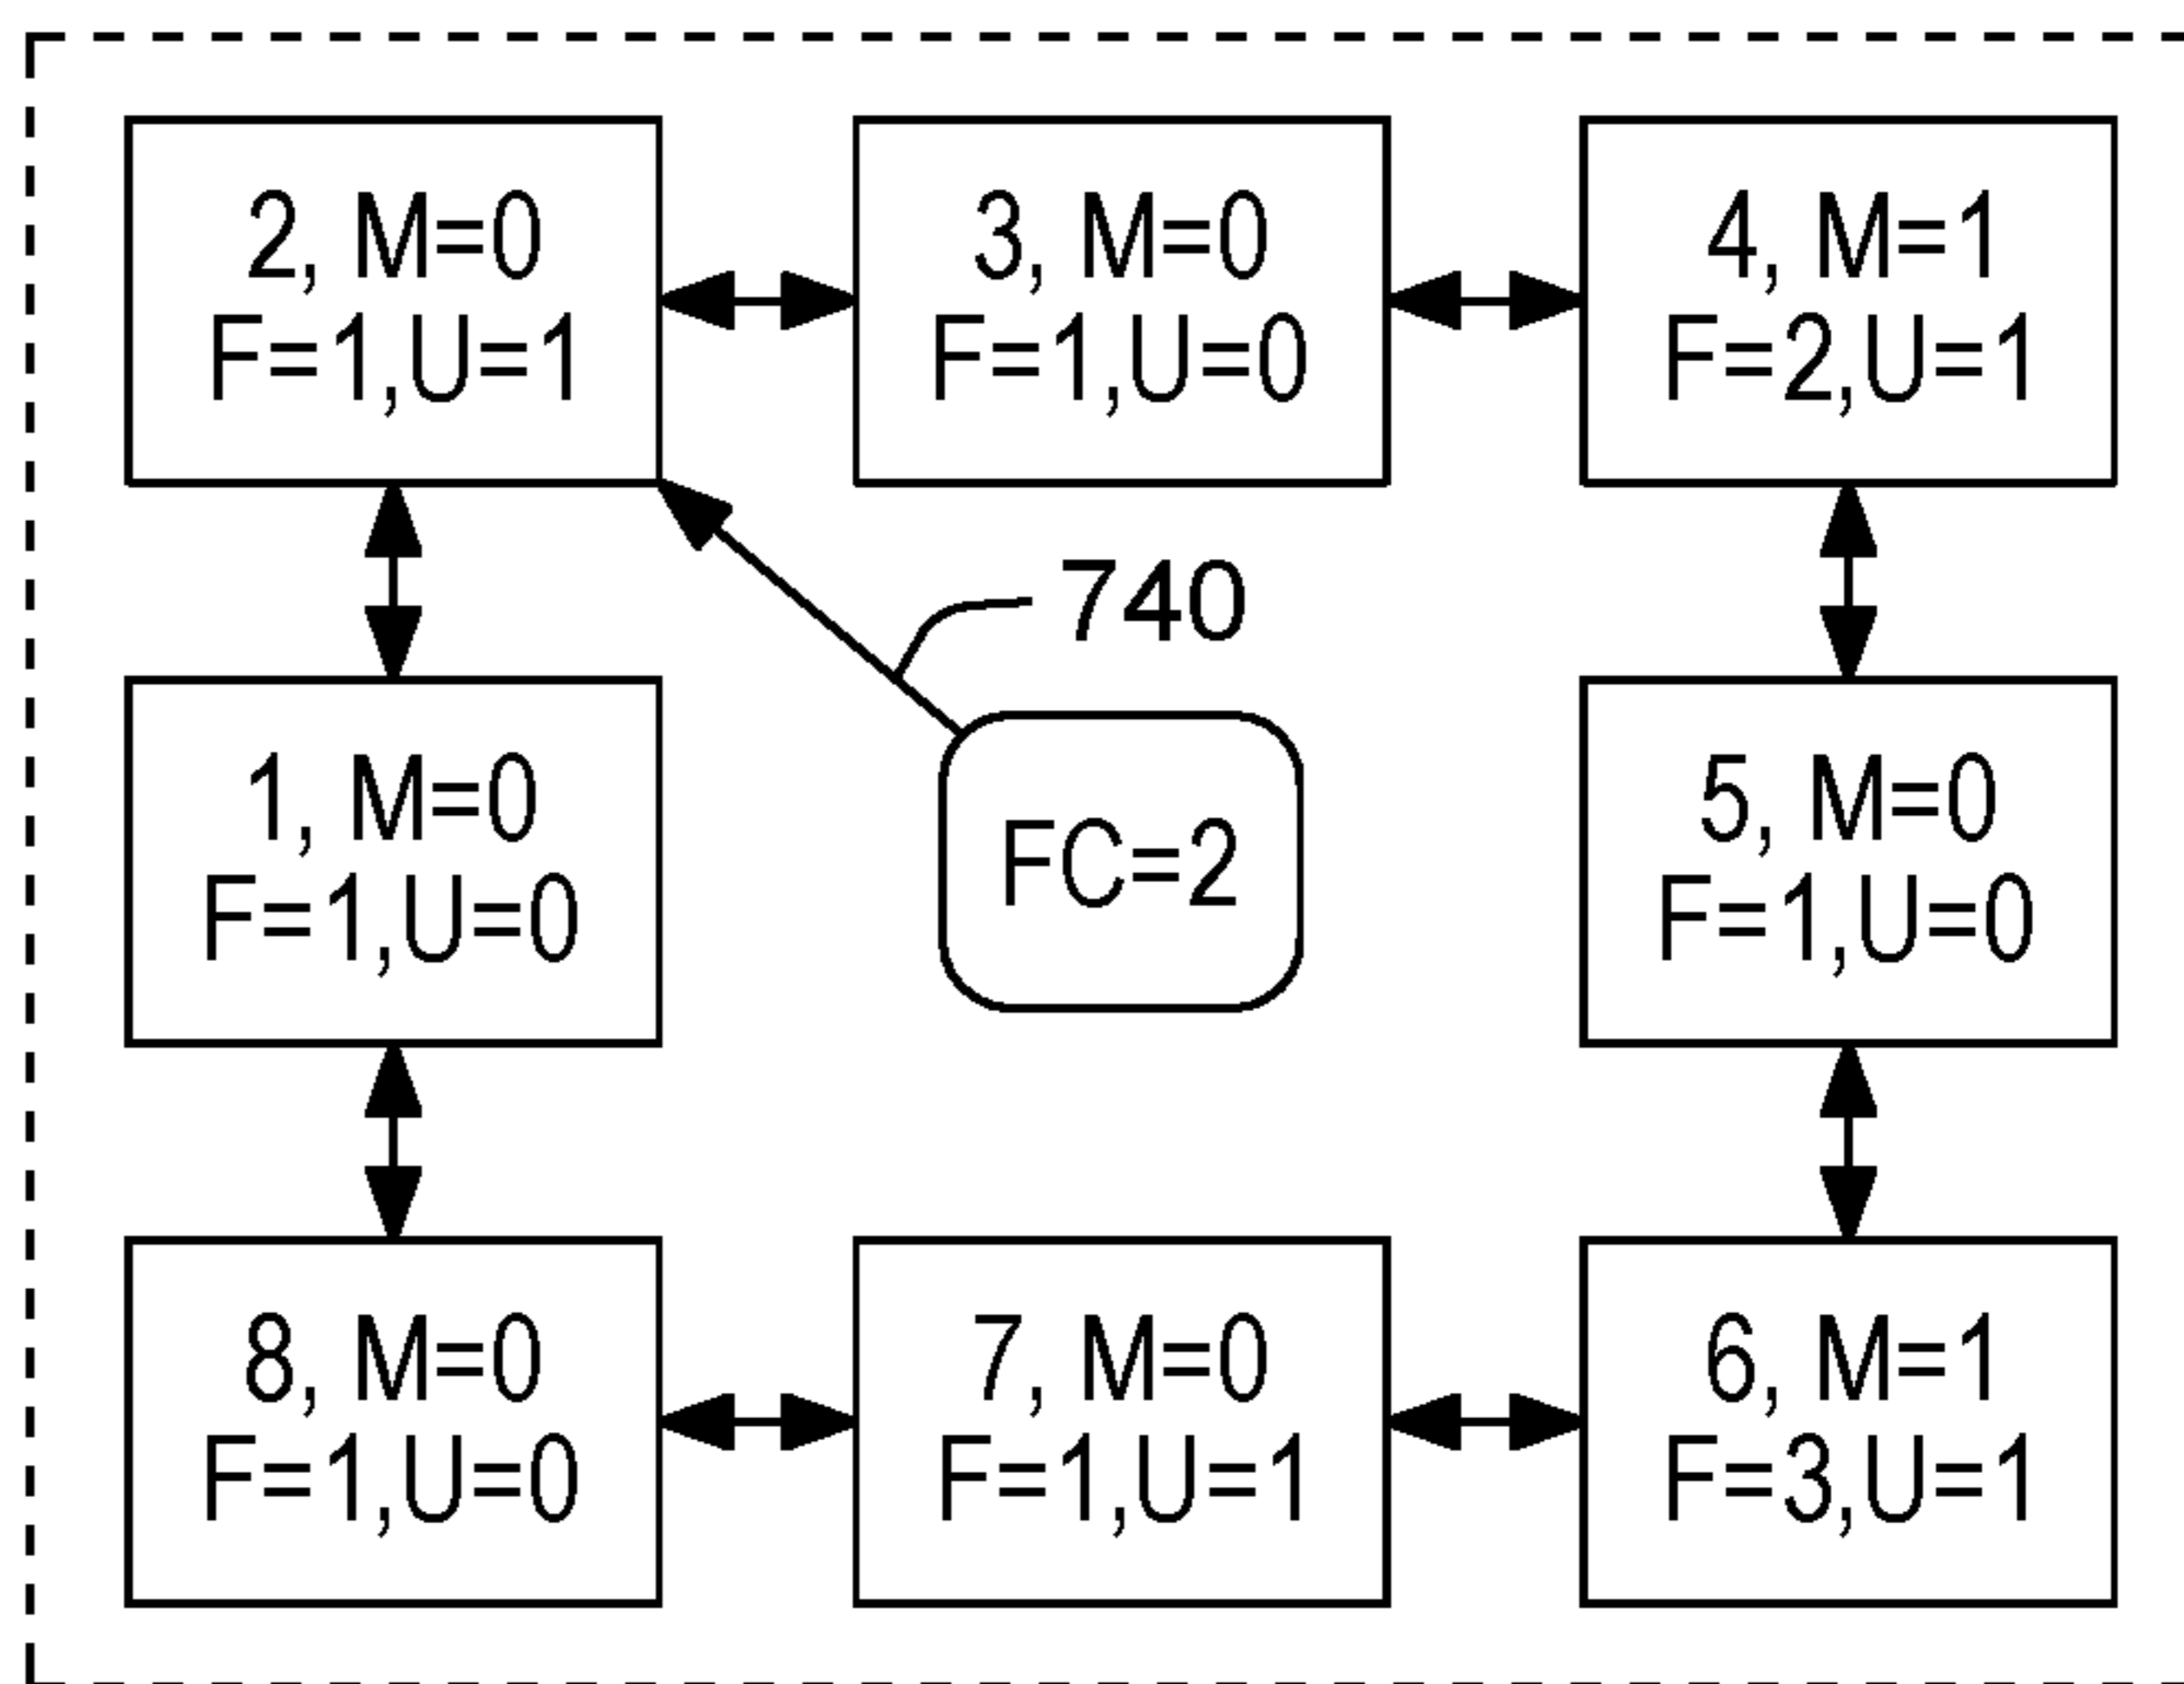 2, M=0
F=1,U=1
3, M=0
F=1,U=0
4, M=1
F=2,U=1
740
1, M=0
F=1,U=0
FC=2
5, M=0
F=1,U=0
8, M=0
F=1,U=0
7, M=0
F=1,U=1
6, M=1
F=3,U=1